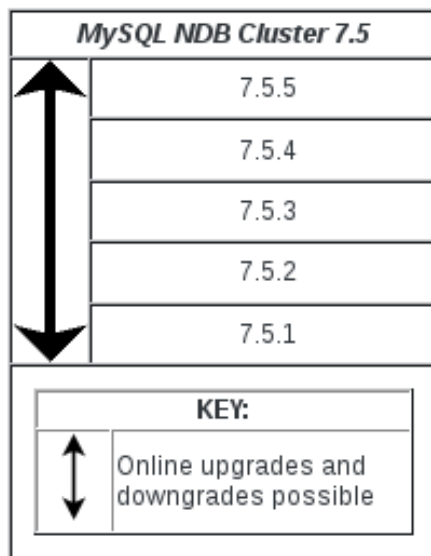 MySQL NDB Cluster 7.5
7.5.5
7.5.4
7.5.3
7.5.2
7.5.1
KEY:
Online upgrades and
downgrades possible